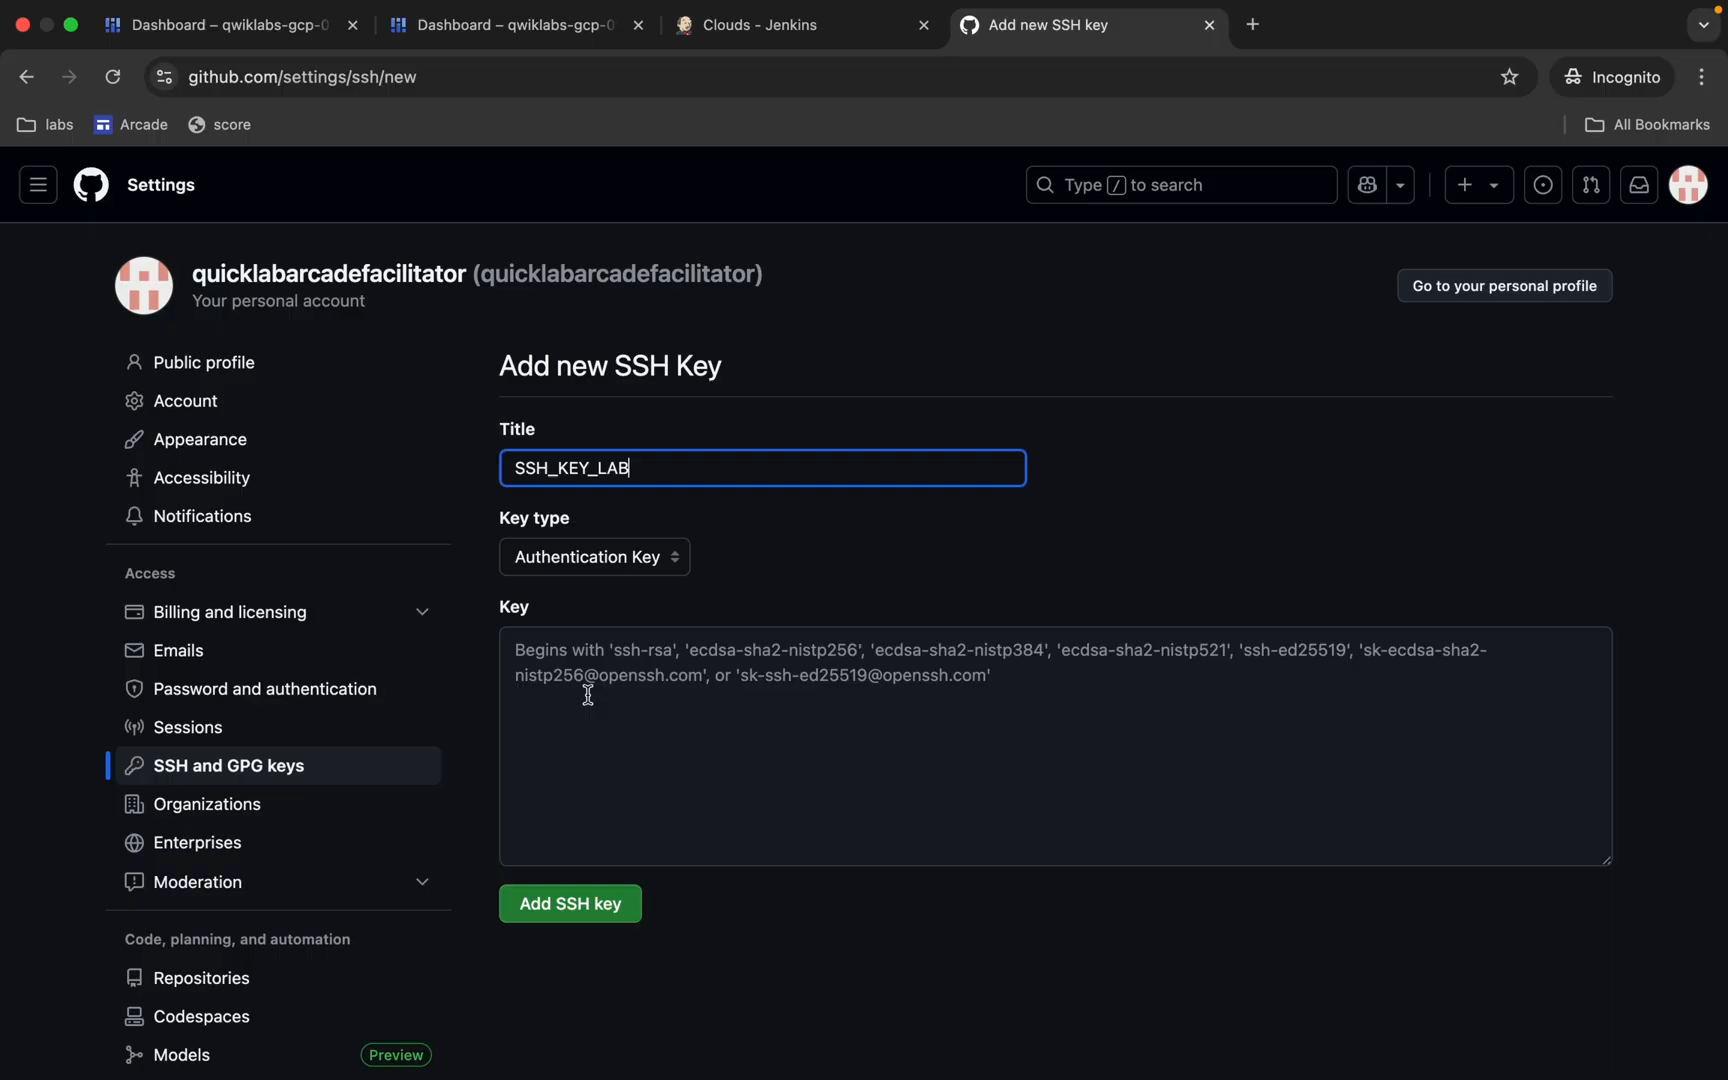 Dashboard – qwiklabs-gcp-0
Dashboard – qwiklabs-gcp-0
Clouds - Jenkins
Add new SSH key
github.com/settings/ssh/new
Incognito
labs
Arcade
score
All Bookmarks
Settings
Type / to search
quicklabarcadefacilitator (quicklabarcadefacilitator)
Your personal account
Go to your personal profile
Public profile
Account
Appearance
Accessibility
Notifications
Access
Billing and licensing
Emails
Password and authentication
Sessions
SSH and GPG keys
Organizations
Enterprises
Moderation
Code, planning, and automation
Repositories
Codespaces
Models
Preview
Add new SSH Key
Title
SSH_KEY_LAB
Key type
Authentication Key
Key
Begins with 'ssh-rsa', 'ecdsa-sha2-nistp256', 'ecdsa-sha2-nistp384', 'ecdsa-sha2-nistp521', 'ssh-ed25519', 'sk-ecdsa-sha2-
nistp256@openssh.com', or 'sk-ssh-ed25519@openssh.com'
Add SSH key